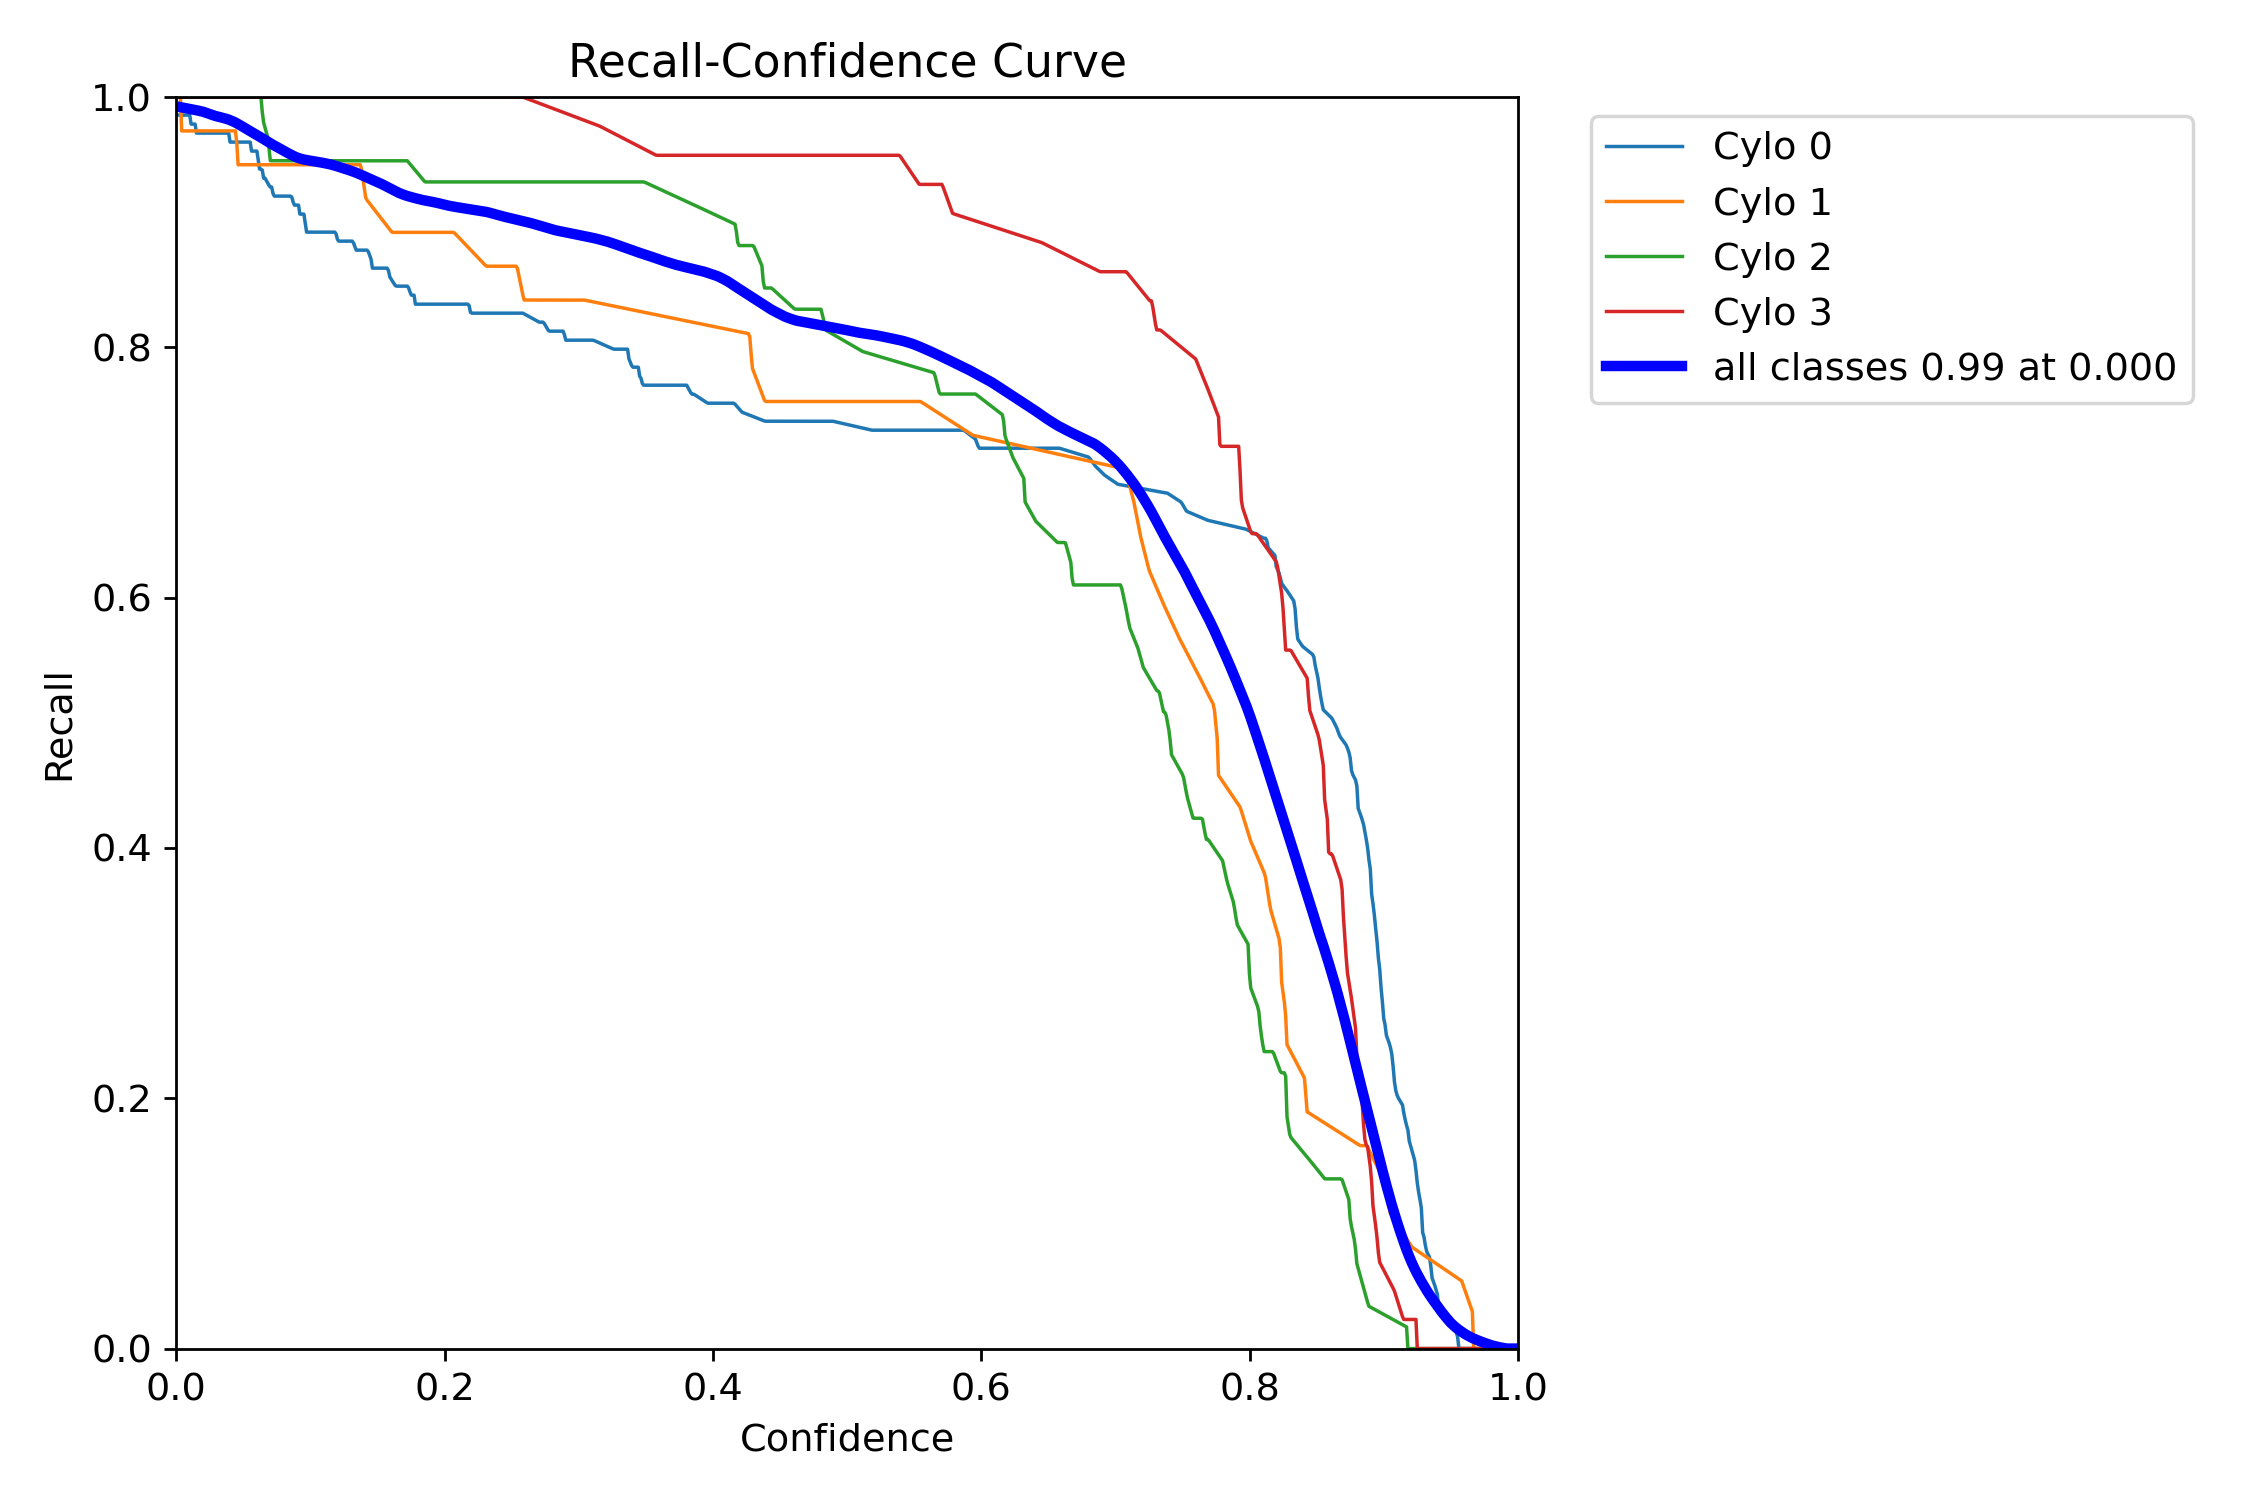 Recall-Confidence Curve
1.0
0.8
0.6
0.4
0.2
0.0
Recall
0.0 0.2 0.4 0.6 0.8 1.0
Confidence
Cylo 0
Cylo 1
Cylo 2
Cylo 3
all classes 0.99 at 0.000